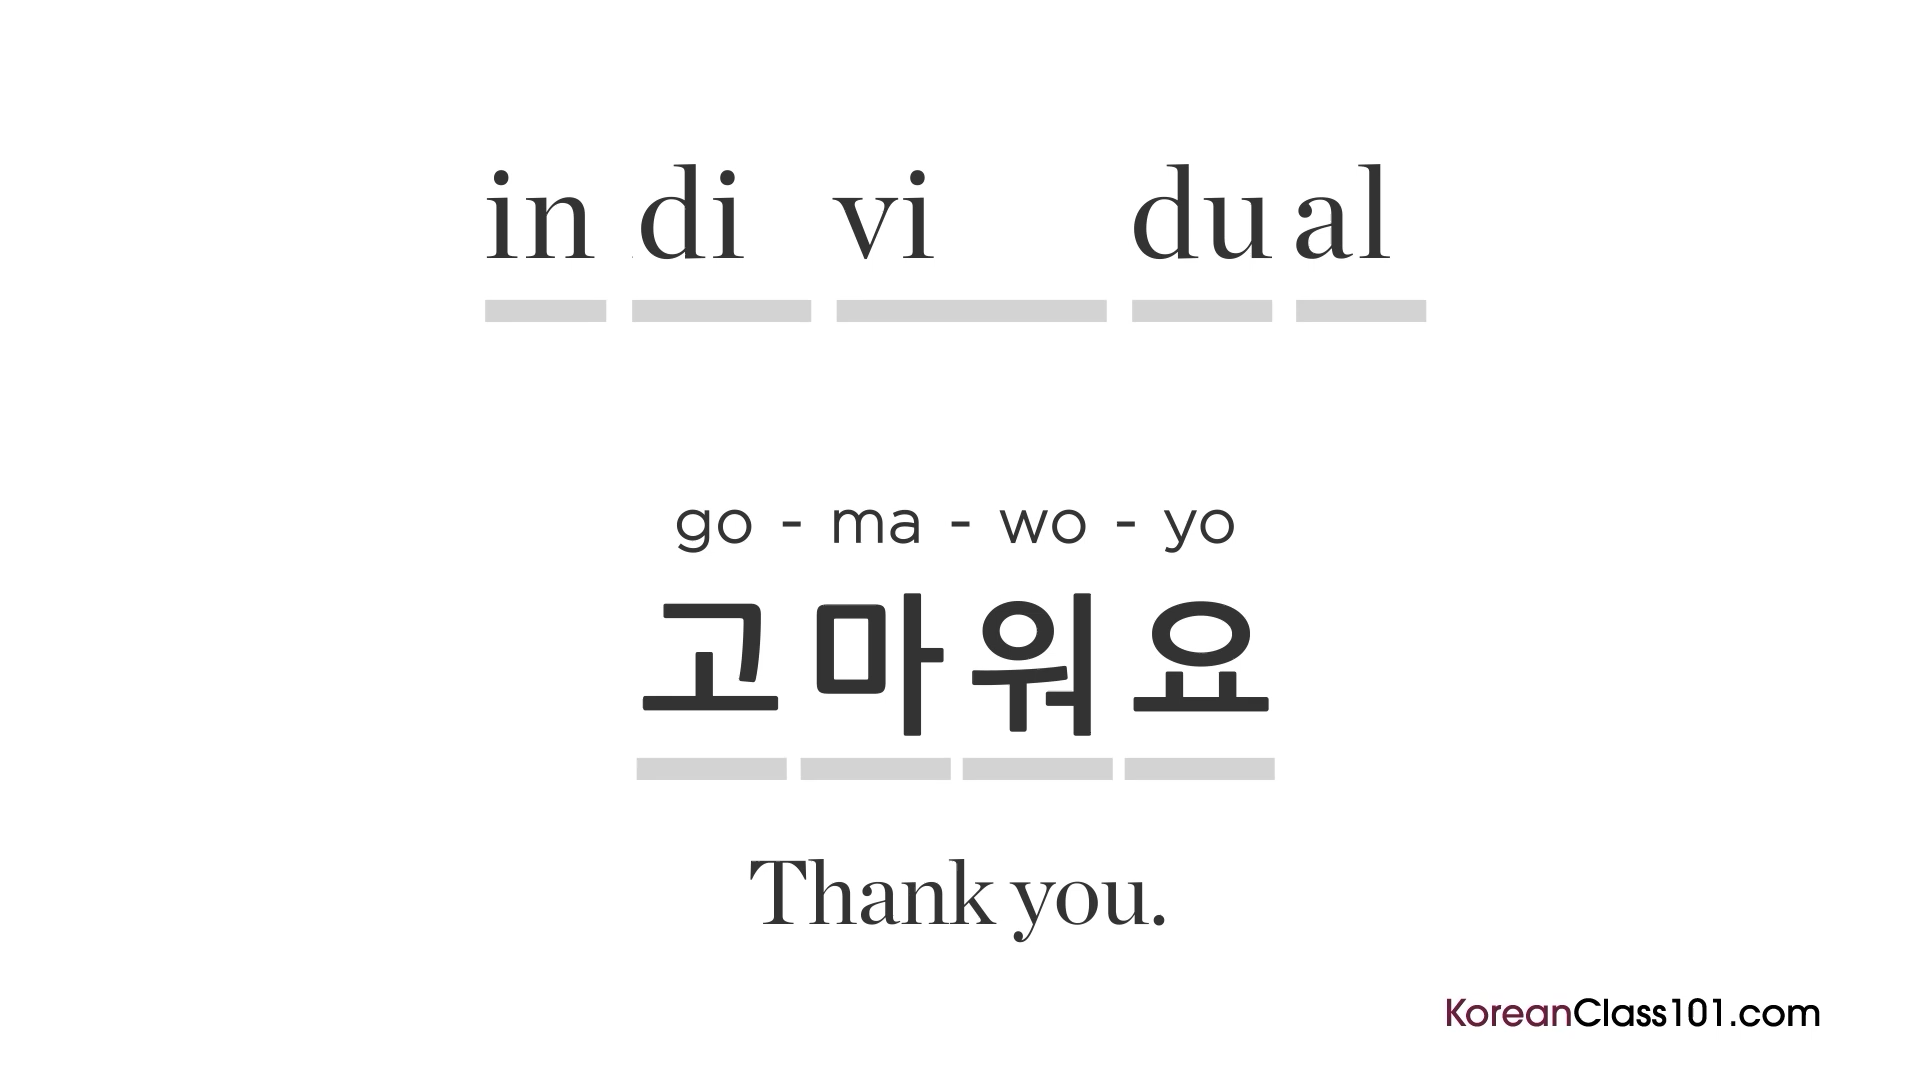 in di vi du al
go - ma - wo - yo
고마워요
Thank you.
KoreanClass101.com